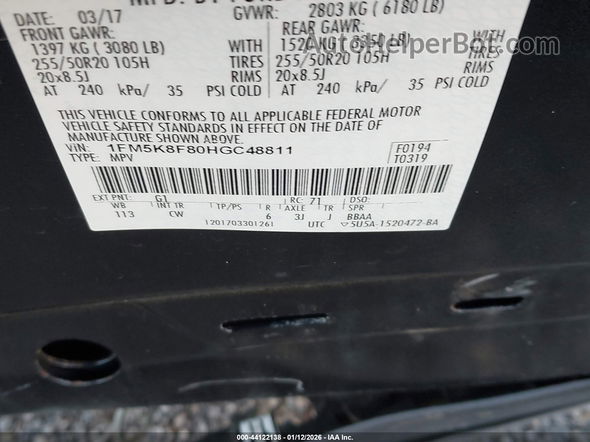 DATE: 03/17 GVWR: 2803 KG ( 6180 LB)
FRONT GAWR: REAR GAWR:
1397 KG ( 3080 LB) WITH WITH
255/50R20 105H TIRES 255/50R20 105H TIRES
20x8.5J RIMS 20x8.5J RIMS
AT 240 kPa/ 35 PSI COLD AT 240 kPa/ 35 PSI COLD
AutoHelperBot.com
THIS VEHICLE CONFORMS TO ALL APPLICABLE FEDERAL MOTOR
VEHICLE SAFETY STANDARDS IN EFFECT ON THE DATE OF
MANUFACTURE SHOWN ABOVE.
VIN: 1FM5K8F80HGC48811 F0194
TYPE: MPV T0319
EXT PNT: G1 RC: 71 DSO:
WB INT TR TP/PS R AXLE TR SPR
113 CW 6 3J J BBAA
UTC 5U5A-1520472-BA
000-44122138 - 01/12/2026 - IAA, Inc.